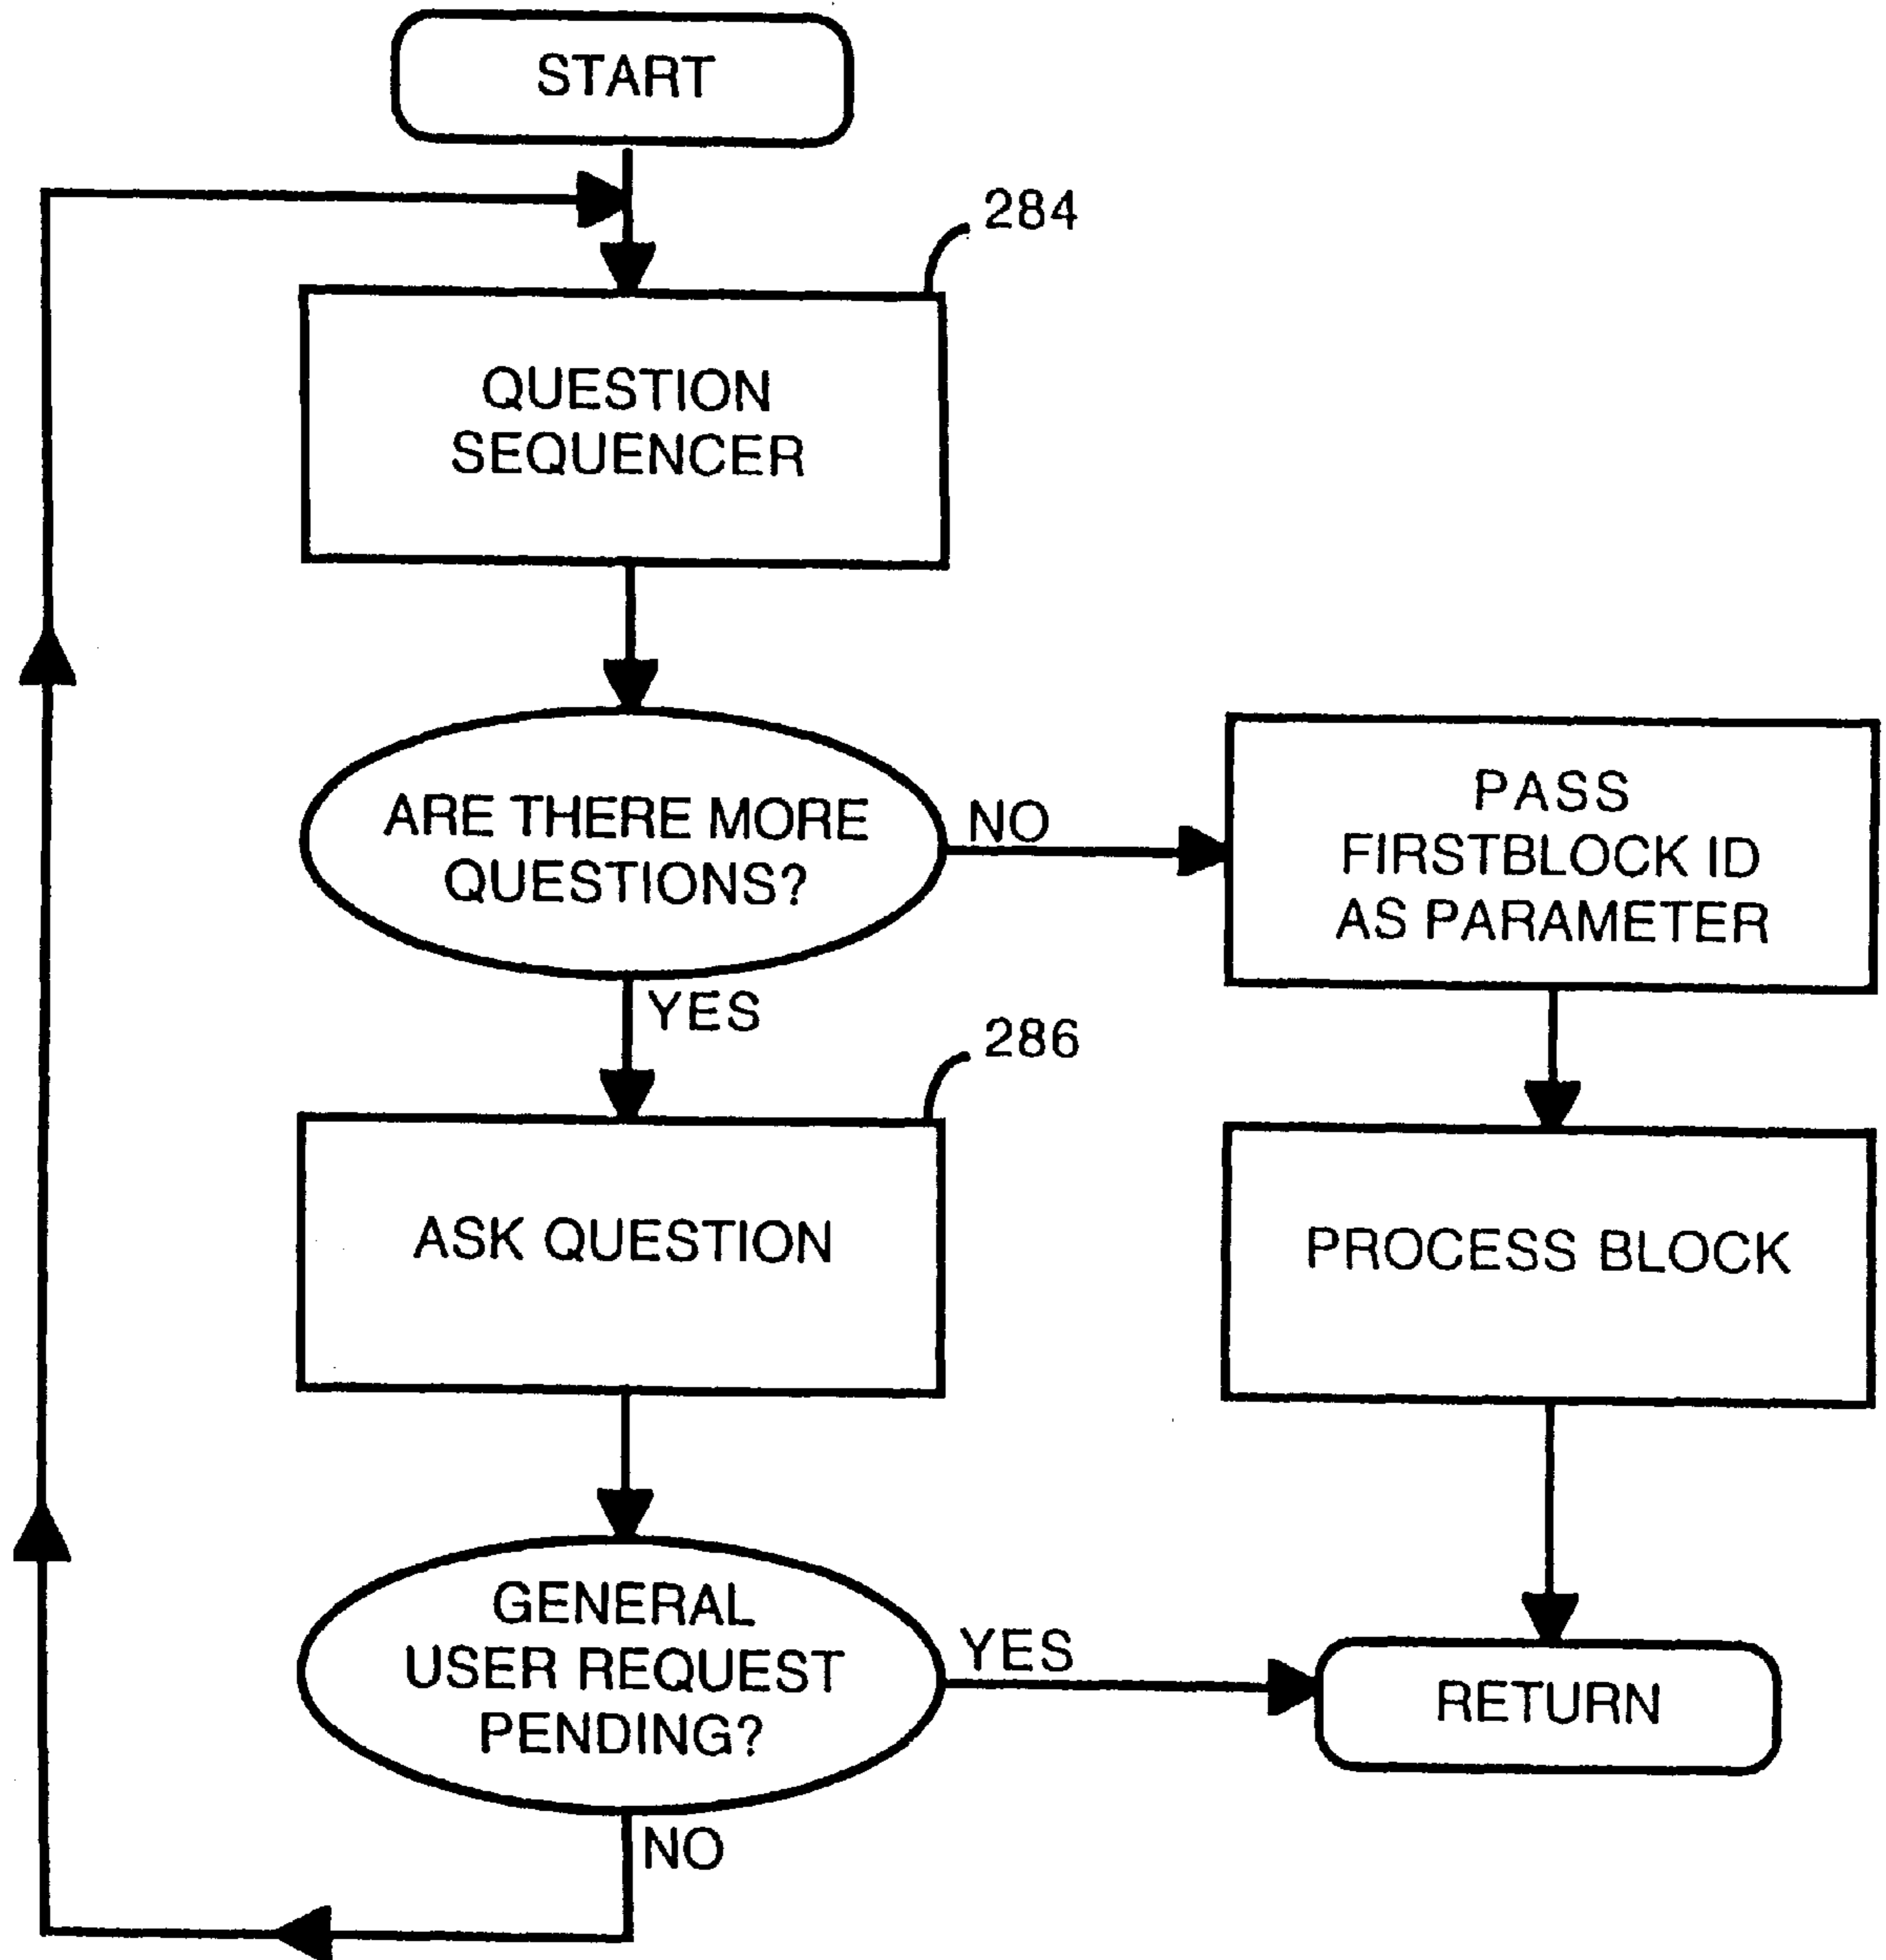 START
284
QUESTION
SEQUENCER
ARE THERE MORE
QUESTIONS?
NO
PASS
FIRSTBLOCK ID
AS PARAMETER
YES
286
ASK QUESTION
PROCESS BLOCK
GENERAL
USER REQUEST
PENDING?
YES
RETURN
NO